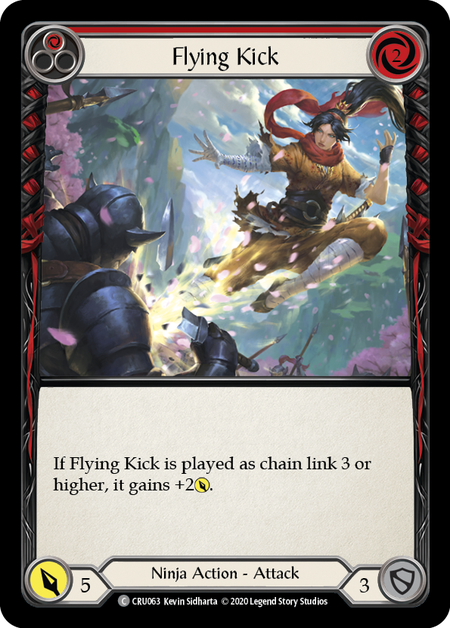 Flying Kick
2
If Flying Kick is played as chain link 3 or
higher, it gains +2.
5
Ninja Action - Attack
3
C CRU063 Kevin Sidharta © 2020 Legend Story Studios